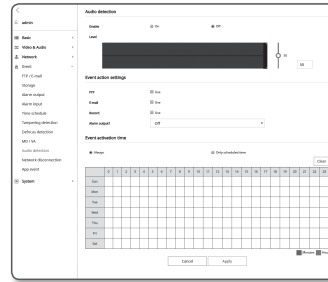 admin
Basic
Video & Audio
Network
Event
FTP / E-mail
Storage
Alarm output
Alarm input
Time schedule
Tampering detection
Defocus detection
MD / VA
Audio detection
Network disconnection
App event
System
Audio detection
Enable On Off
Level
50
50
Event action settings
FTP Use
E-mail Use
Record Use
Alarm output1 Off
Event activation time
Always Only scheduled time
Clear
0 1 2 3 4 5 6 7 8 9 10 11 12 13 14 15 16 17 18 19 20 21 22 23
Sun
Mon
Tue
Wed
Thu
Fri
Sat
Minutes
Cancel Apply